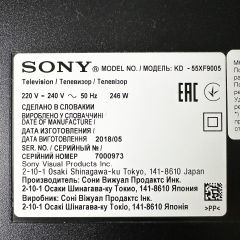 SONY MODEL NO. / МОДЕЛЬ: KD - 55XF9005
Television / Телевизор / Телевізор
220 V ~ 240 V ~ 50 Hz 246 W
СДЕЛАНО В СЛОВАКИИ
ВИРОБЛЕНО У СЛОВАЧЧИНІ
DATE OF MANUFACTURE/
ДАТА ИЗГОТОВЛЕНИЯ/
ДАТА ВИГОТОВЛЕННЯ: 2018/05
SER. NO./ СЕРИЙНЫЙ НОМЕР/
СЕРІЙНИЙ НОМЕР 7000973
EAC
Sony Visual Products Inc.
2-10-1 Osaki Shinagawa-ku Tokyo, 141-8610 Japan
Производитель: Сони Вижуал Продактс Инк.
2-10-1 Осаки Шинагава-ку Токио, 141-8610 Япония
Виробник: Соні Віжуал Продактс Інк.
2-10-1 Осакі Шінагава-ку Токіо, 141-8610 Японія
>PP<